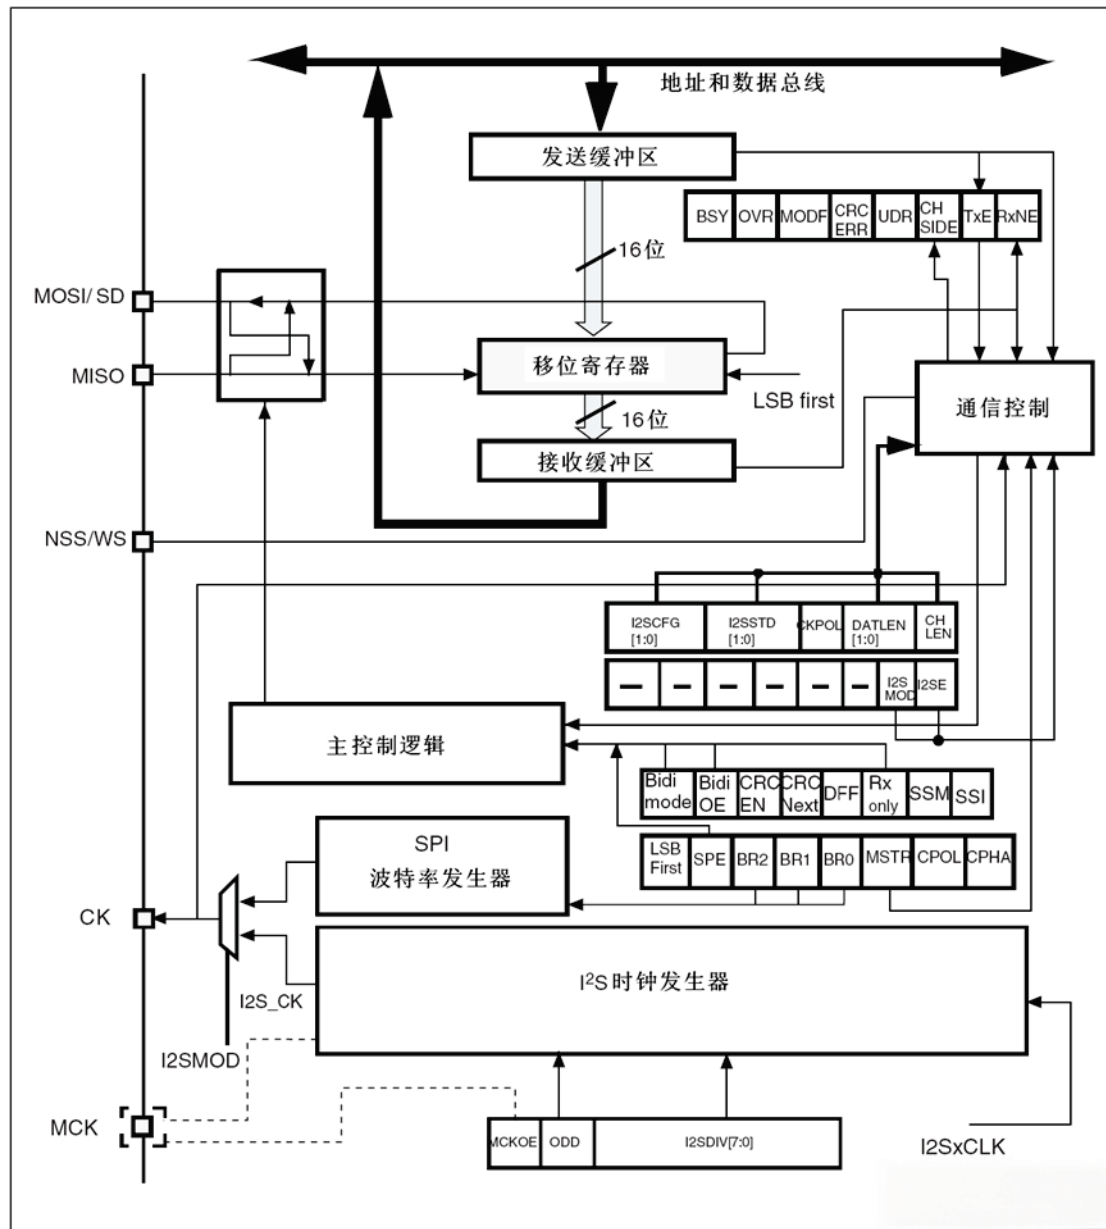 地址和数据总线
发送缓冲区
BSY OVR MODF CRC ERR UDR CH SIDE TxE RxNE
16位
MOSI/SD
移位寄存器
MISO
LSB first
通信控制
16位
接收缓冲区
NSS/WS
I2SCFG [1:0] I2SSTD [1:0] CKPOL DATLEN [1:0] CH LEN
— — — — — — I2S MOD I2SE
主控制逻辑
Bidi mode Bidi OE CRC EN CRC Next DFF Rx only SSM SSI
SPI
波特率发生器
LSB First SPE BR2 BR1 BR0 MSTR CPOL CPHA
CK
I²S时钟发生器
I2S_CK
I2SMOD
MCK
MCKOE ODD I2SDIV[7:0]
I2SxCLK